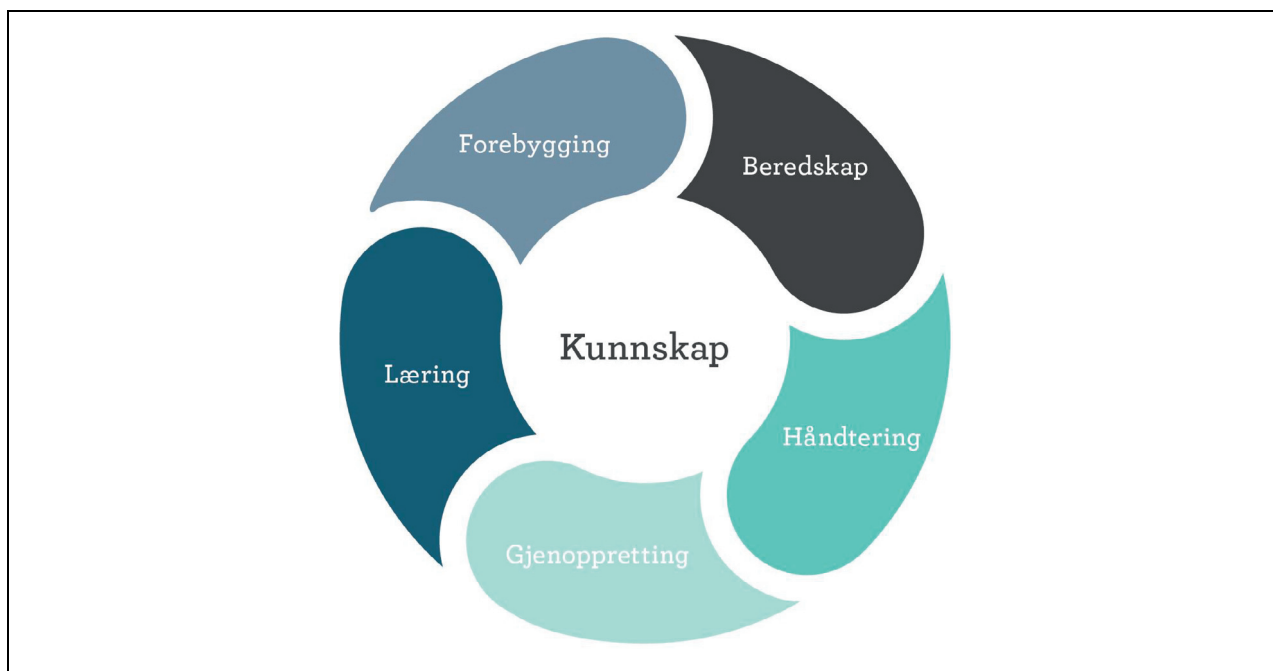 Forebygging
Beredskap
Kunnskap
Læring
Håndtering
Gjenoppretting